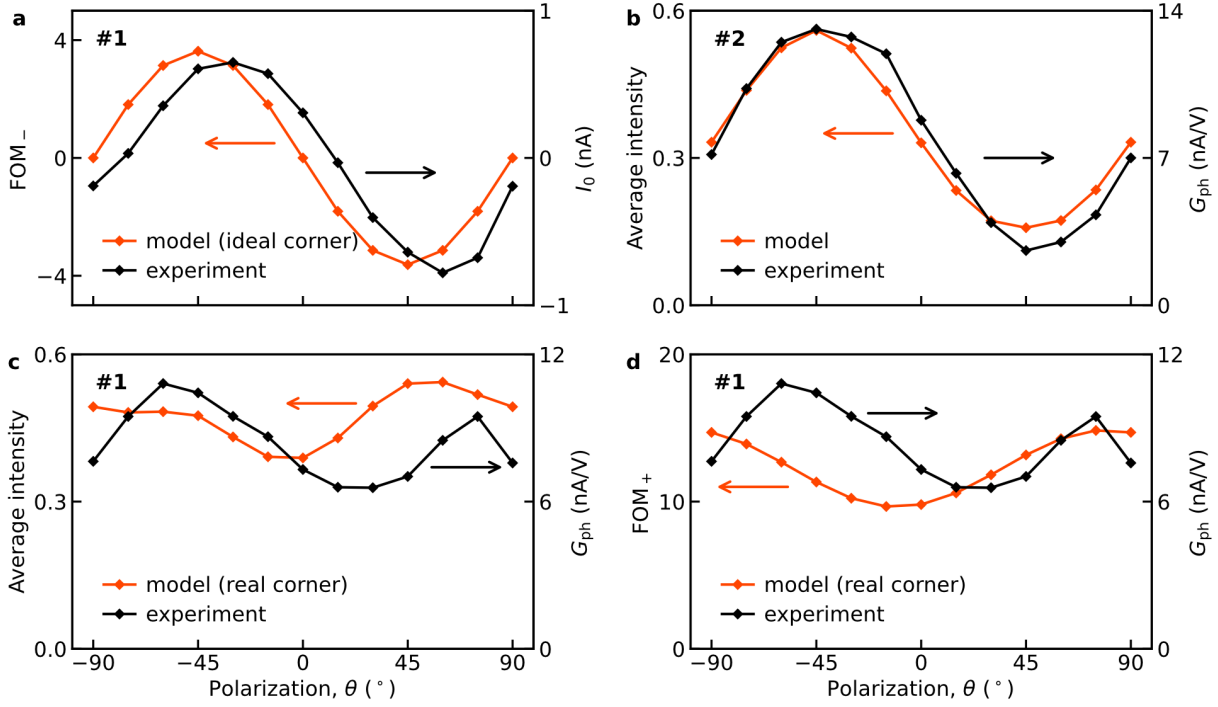 a
#1
FOM₋
4
0
−4
1
0
−1
I₀ (nA)
model (ideal corner)
experiment
b
#2
Average intensity
0.6
0.3
0.0
14
7
0
G_ph (nA/V)
model
experiment
c
#1
Average intensity
0.6
0.3
0.0
12
6
0
G_ph (nA/V)
model (real corner)
experiment
−90
−45
0
45
90
Polarization, θ (°)
d
#1
FOM₊
20
10
0
12
6
0
G_ph (nA/V)
model (real corner)
experiment
−90
−45
0
45
90
Polarization, θ (°)